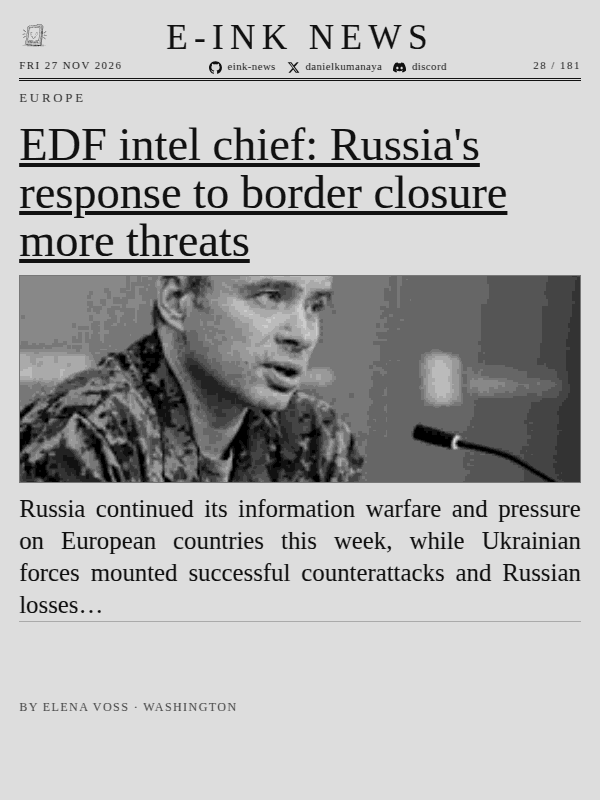 E-INK NEWS
FRI 27 NOV 2026
eink-news
danielkumanaya
discord
28 / 181
EUROPE
EDF intel chief: Russia's
response to border closure
more threats
Russia continued its information warfare and pressure
on European countries this week, while Ukrainian
forces mounted successful counterattacks and Russian
losses…
BY ELENA VOSS · WASHINGTON